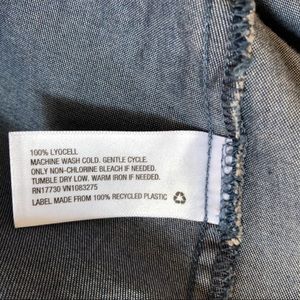 100% LYOCELL
MACHINE WASH COLD. GENTLE CYCLE.
ONLY NON-CHLORINE BLEACH IF NEEDED.
TUMBLE DRY LOW. WARM IRON IF NEEDED.
RN17730 VN1083275
LABEL MADE FROM 100% RECYCLED PLASTIC